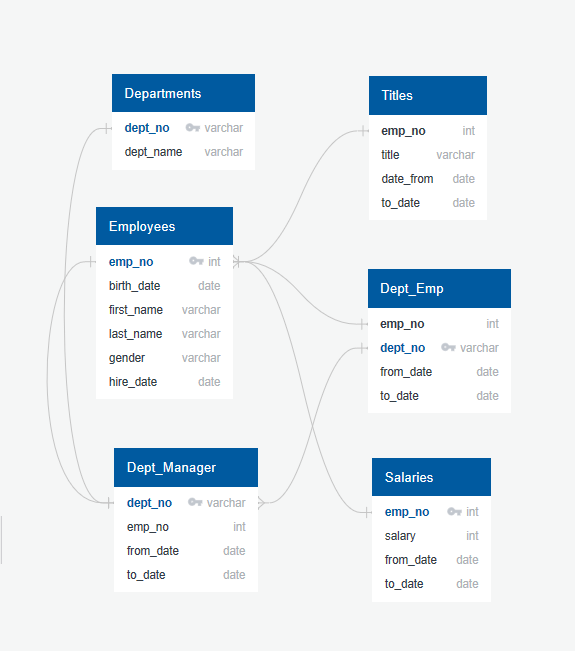 Departments
dept_no varchar
dept_name varchar
Titles
emp_no int
title varchar
date_from date
to_date date
Employees
emp_no int
birth_date date
first_name varchar
last_name varchar
gender varchar
hire_date date
Dept_Emp
emp_no int
dept_no varchar
from_date date
to_date date
Dept_Manager
dept_no varchar
emp_no int
from_date date
to_date date
Salaries
emp_no int
salary int
from_date date
to_date date